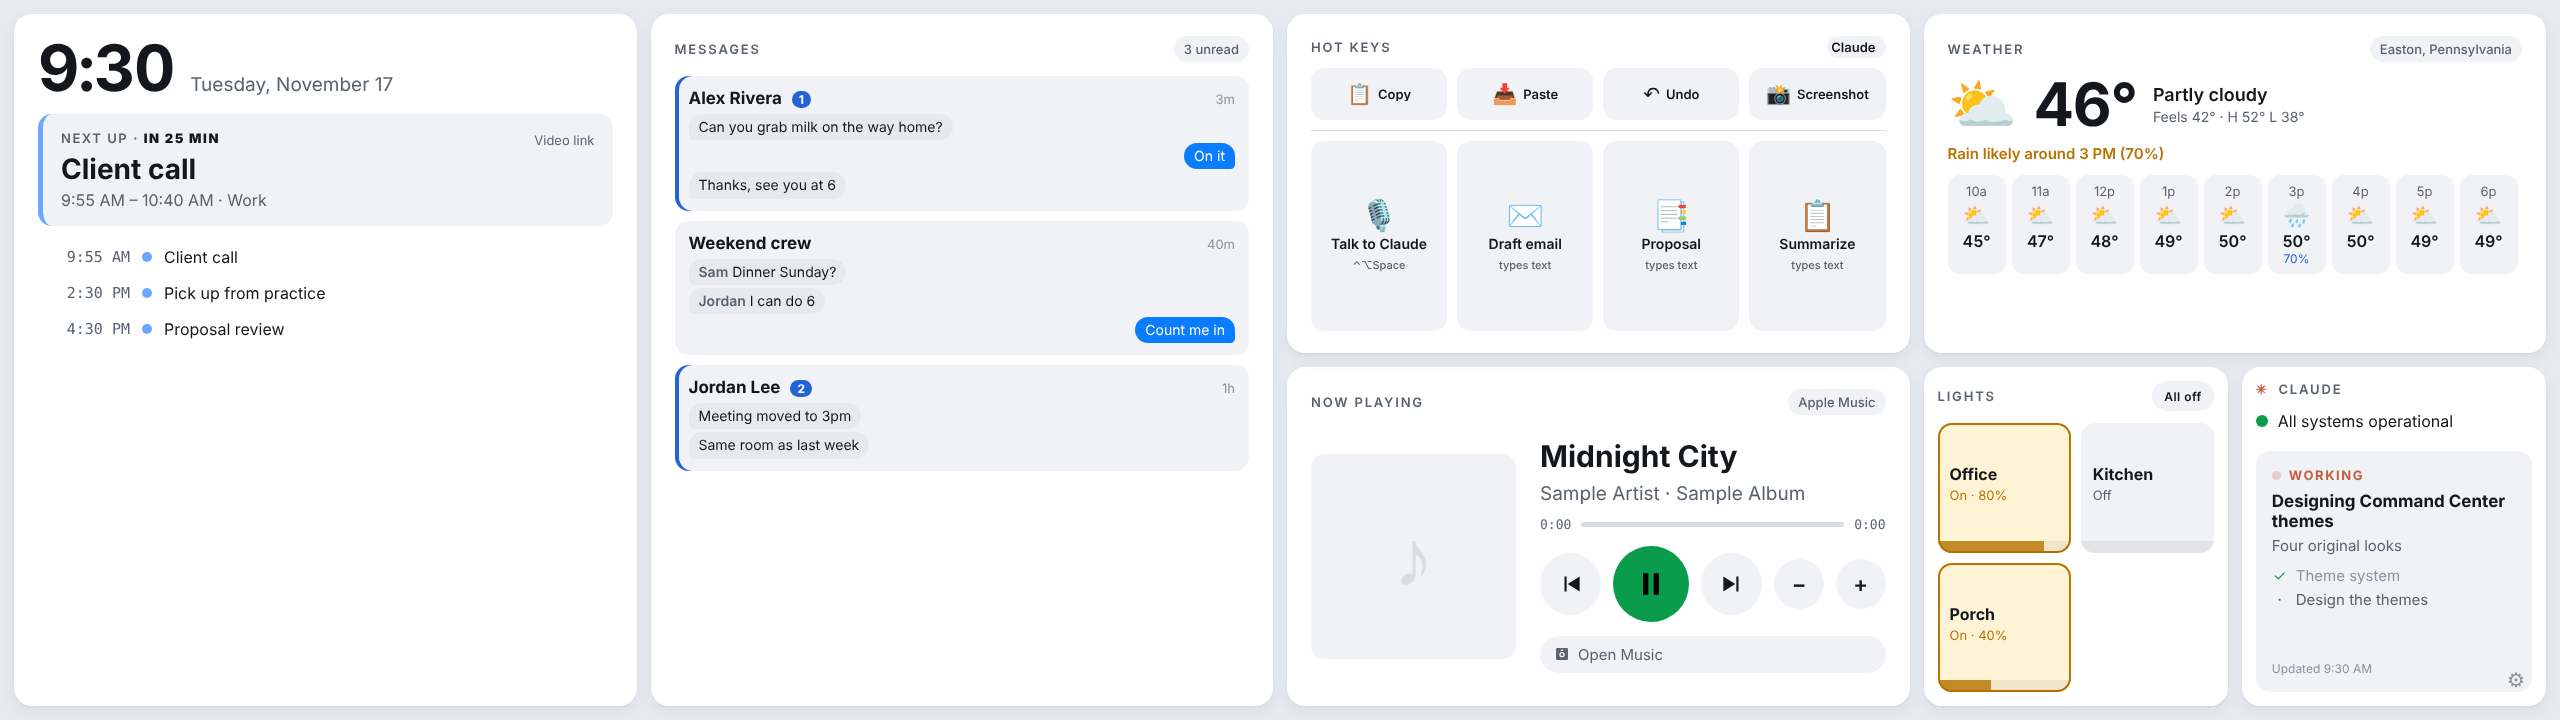 9:30 Tuesday, November 17
NEXT UP · IN 25 MIN
Video link
Client call
9:55 AM – 10:40 AM · Work
9:55 AM Client call
2:30 PM Pick up from practice
4:30 PM Proposal review
MESSAGES
3 unread
Alex Rivera 1
3m
Can you grab milk on the way home?
On it
Thanks, see you at 6
Weekend crew
40m
Sam Dinner Sunday?
Jordan I can do 6
Count me in
Jordan Lee 2
1h
Meeting moved to 3pm
Same room as last week
HOT KEYS
Claude
Copy
Paste
Undo
Screenshot
Talk to Claude
^⌥Space
Draft email
types text
Proposal
types text
Summarize
types text
NOW PLAYING
Apple Music
Midnight City
Sample Artist · Sample Album
0:00
0:00
Open Music
WEATHER
Easton, Pennsylvania
46°
Partly cloudy
Feels 42° · H 52° L 38°
Rain likely around 3 PM (70%)
10a 11a 12p 1p 2p 3p 4p 5p 6p
45° 47° 48° 49° 50° 50° 50° 49° 49°
70%
LIGHTS
All off
Office
On · 80%
Kitchen
Off
Porch
On · 40%
CLAUDE
All systems operational
WORKING
Designing Command Center
themes
Four original looks
✓ Theme system
· Design the themes
Updated 9:30 AM